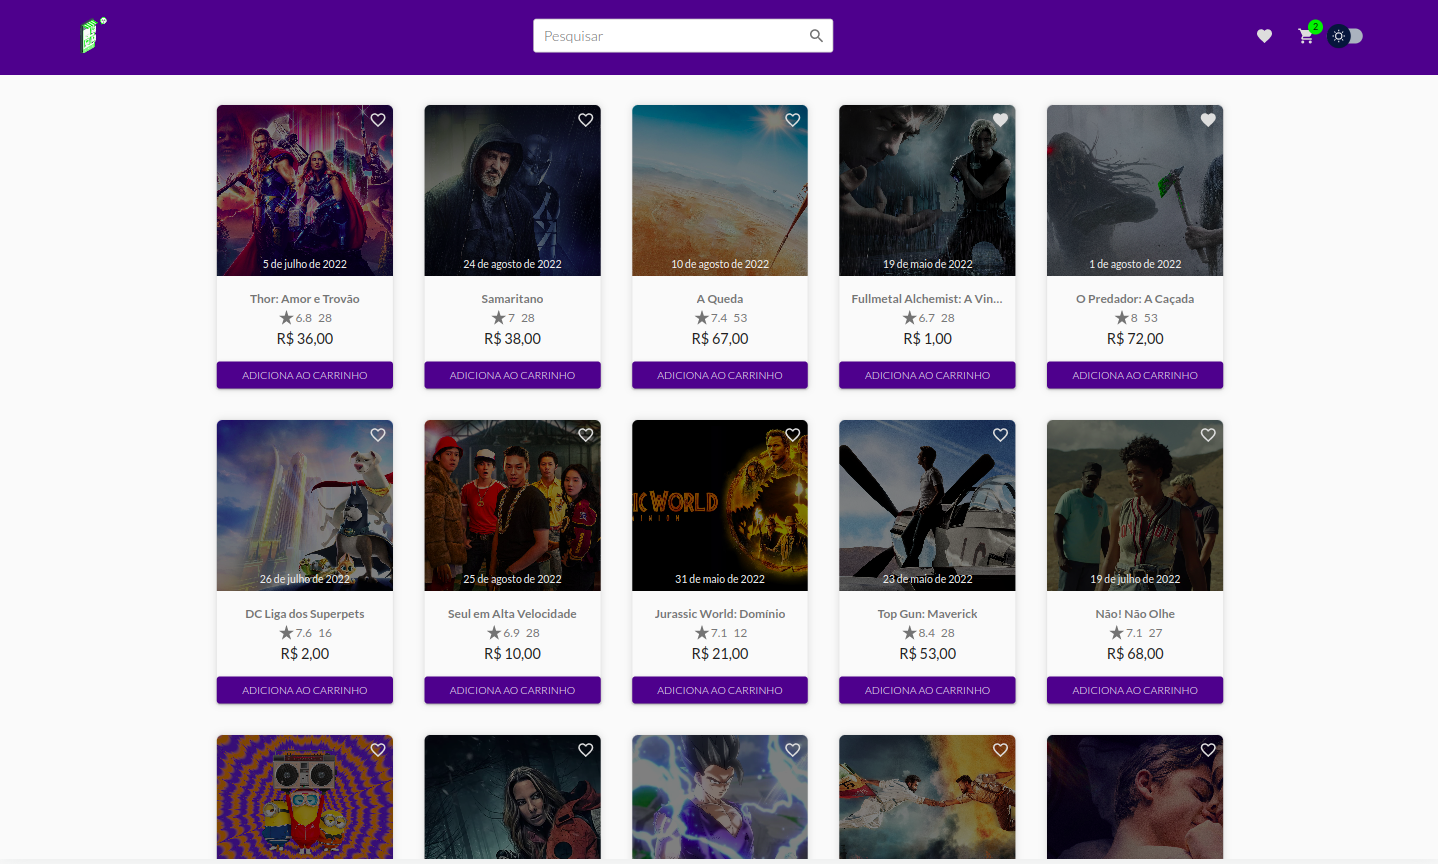 Pesquisar
2
5 de julho de 2022
24 de agosto de 2022
10 de agosto de 2022
19 de maio de 2022
1 de agosto de 2022
Thor: Amor e Trovão
Samaritano
A Queda
Fullmetal Alchemist: A Vin...
O Predador: A Caçada
6.8 28
7 28
7.4 53
6.7 28
8 53
R$ 36,00
R$ 38,00
R$ 67,00
R$ 1,00
R$ 72,00
ADICIONA AO CARRINHO
ADICIONA AO CARRINHO
ADICIONA AO CARRINHO
ADICIONA AO CARRINHO
ADICIONA AO CARRINHO
IC WORLD
MINION
26 de julho de 2022
25 de agosto de 2022
31 de maio de 2022
23 de maio de 2022
19 de julho de 2022
DC Liga dos Superpets
Seul em Alta Velocidade
Jurassic World: Domínio
Top Gun: Maverick
Não! Não Olhe
7.6 16
6.9 28
7.1 12
8.4 28
7.1 27
R$ 2,00
R$ 10,00
R$ 21,00
R$ 53,00
R$ 68,00
ADICIONA AO CARRINHO
ADICIONA AO CARRINHO
ADICIONA AO CARRINHO
ADICIONA AO CARRINHO
ADICIONA AO CARRINHO